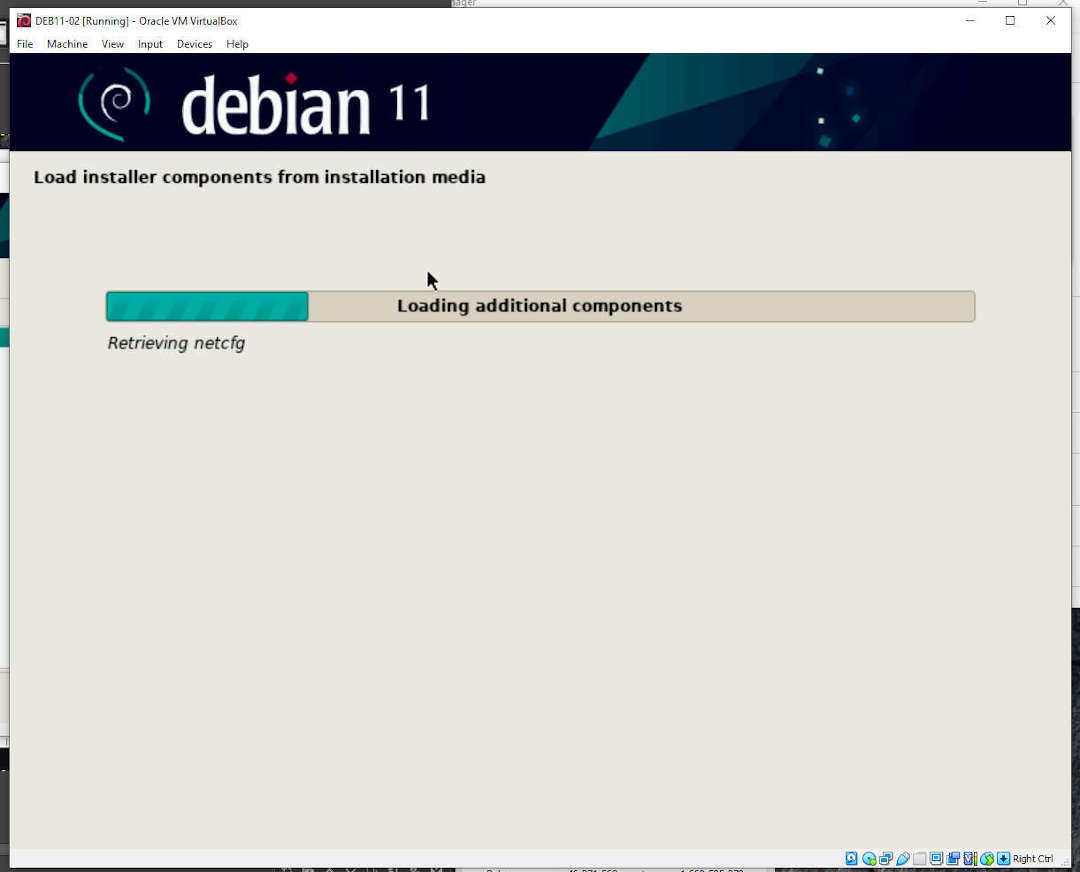 DEB11-02 [Running] - Oracle VM VirtualBox
File Machine View Input Devices Help
debian 11
Load installer components from installation media
Loading additional components
Retrieving netcfg
Right Ctrl